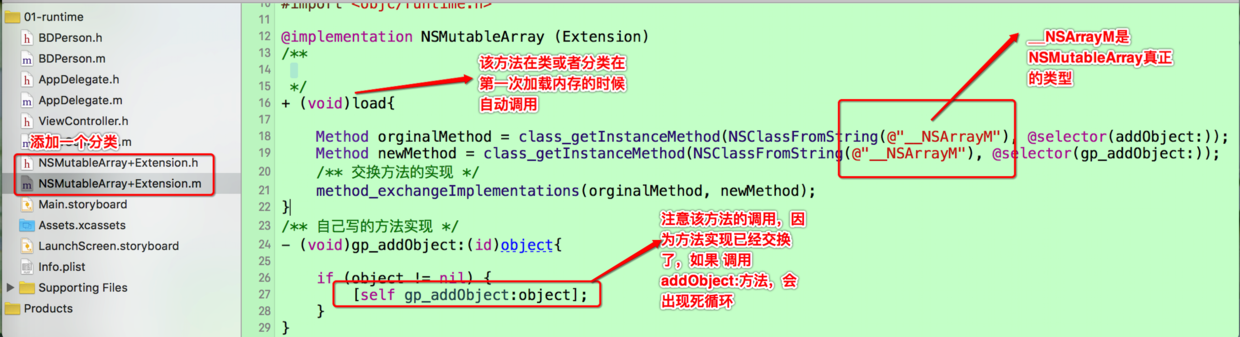 01-runtime
BDPerson.h
BDPerson.m
AppDelegate.h
AppDelegate.m
ViewController.h
添加一个分类
NSMutableArray+Extension.h
NSMutableArray+Extension.m
Main.storyboard
Assets.xcassets
LaunchScreen.storyboard
Info.plist
Supporting Files
Products
10 #import <objc/runtime.h>
11
12 @implementation NSMutableArray (Extension)
13 /**
14
15 */
16 + (void)load{
17
18 Method orginalMethod = class_getInstanceMethod(NSClassFromString(@"__NSArrayM"), @selector(addObject:));
19 Method newMethod = class_getInstanceMethod(NSClassFromString(@"__NSArrayM"), @selector(gp_addObject:));
20 /** 交换方法的实现 */
21 method_exchangeImplementations(orginalMethod, newMethod);
22 }
23 /** 自己写的方法实现 */
24 - (void)gp_addObject:(id)object{
25
26 if (object != nil) {
27 [self gp_addObject:object];
28 }
29 }
该方法在类或者分类在
第一次加载内存的时候
自动调用
__NSArrayM是
NSMutableArray真正
的类型
注意该方法的调用，因
为方法实现已经交换
了，如果 调用
addObject:方法，会
出现死循环